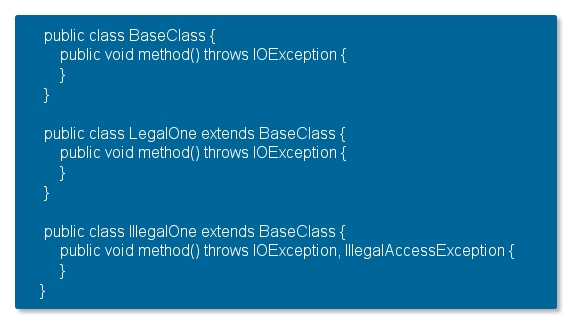 public class BaseClass {
public void method() throws IOException {
}
}
public class LegalOne extends BaseClass {
public void method() throws IOException {
}
}
public class IllegalOne extends BaseClass {
public void method() throws IOException, IllegalAccessException {
}
}